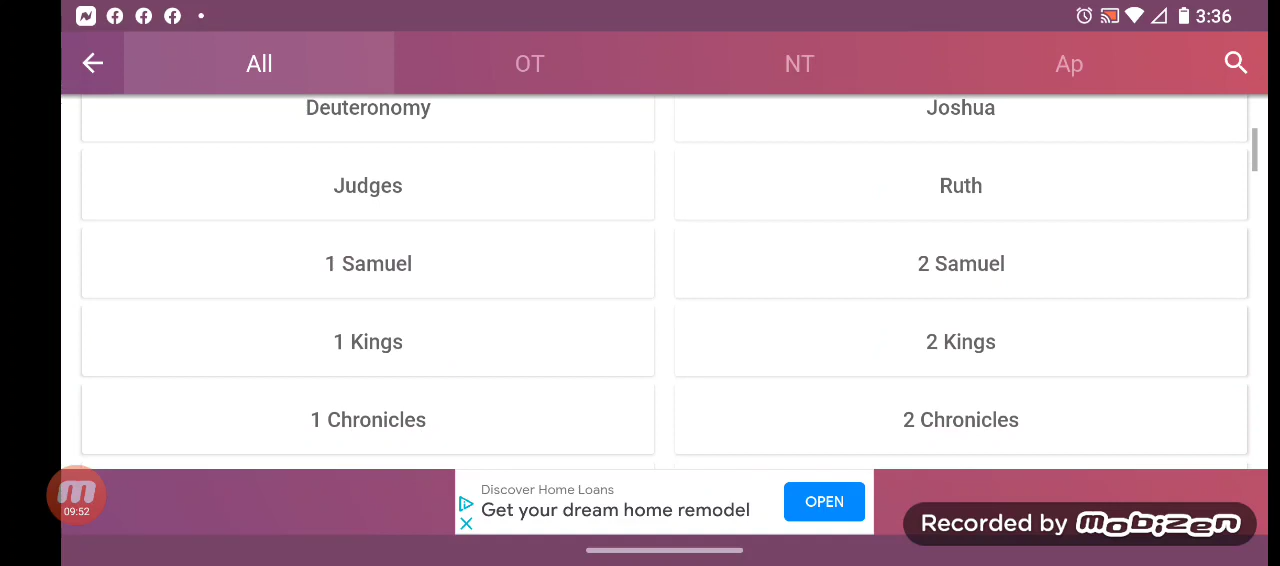 3:36
All OT NT Ap
Deuteronomy Joshua
Judges Ruth
1 Samuel 2 Samuel
1 Kings 2 Kings
1 Chronicles 2 Chronicles
Discover Home Loans
Get your dream home remodel
OPEN
09:52
Recorded by mobizen